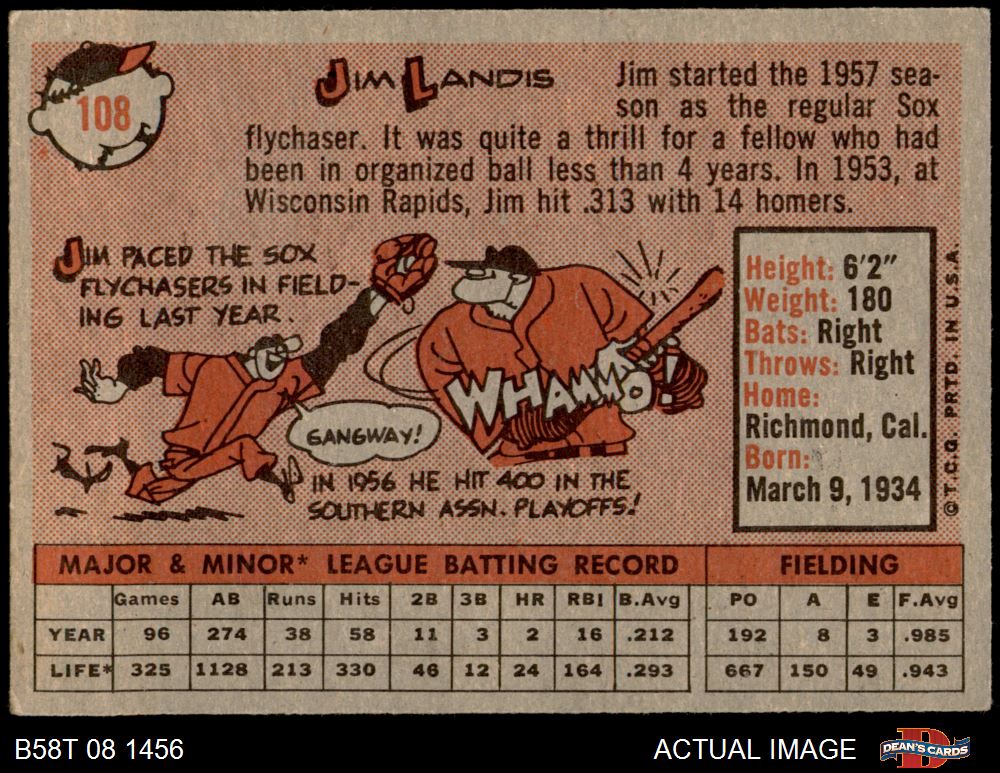 108
JIM LANDIS
Jim started the 1957 sea-
son as the regular Sox
flychaser. It was quite a thrill for a fellow who had
been in organized ball less than 4 years. In 1953, at
Wisconsin Rapids, Jim hit .313 with 14 homers.
JIM PACED THE SOX
FLYCHASERS IN FIELD-
ING LAST YEAR.
GANGWAY!
WHAMMO!
IN 1956 HE HIT 400 IN THE
SOUTHERN ASSN. PLAYOFFS!
Height: 6'2"
Weight: 180
Bats: Right
Throws: Right
Home:
Richmond, Cal.
Born:
March 9, 1934
© T.C.G. PRTD. IN U.S.A.
MAJOR & MINOR* LEAGUE BATTING RECORD FIELDING
Games AB Runs Hits 2B 3B HR RBI B.Avg PO A E F.Avg
YEAR 96 274 38 58 11 3 2 16 .212 192 8 3 .985
LIFE* 325 1128 213 330 46 12 24 164 .293 667 150 49 .943
B58T 08 1456 ACTUAL IMAGE DEAN'S CARDS